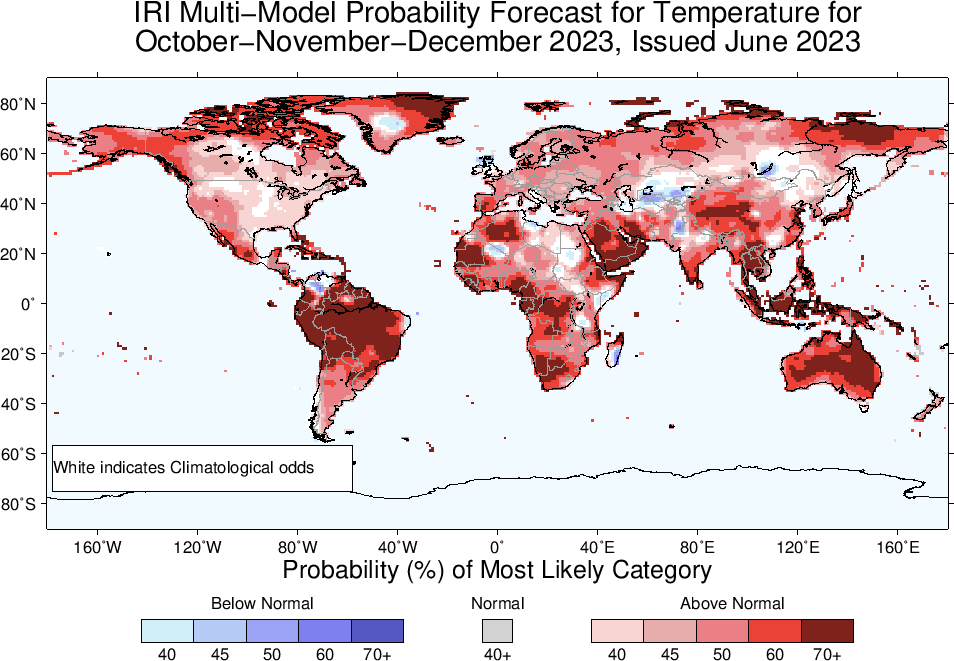 IRI Multi−Model Probability Forecast for Temperature for
October−November−December 2023, Issued June 2023
80˚N
60˚N
40˚N
20˚N
0˚
20˚S
40˚S
60˚S
80˚S
White indicates Climatological odds
160˚W 120˚W 80˚W 40˚W 0˚ 40˚E 80˚E 120˚E 160˚E
Probability (%) of Most Likely Category
Below Normal Normal Above Normal
40 45 50 60 70+ 40+ 40 45 50 60 70+